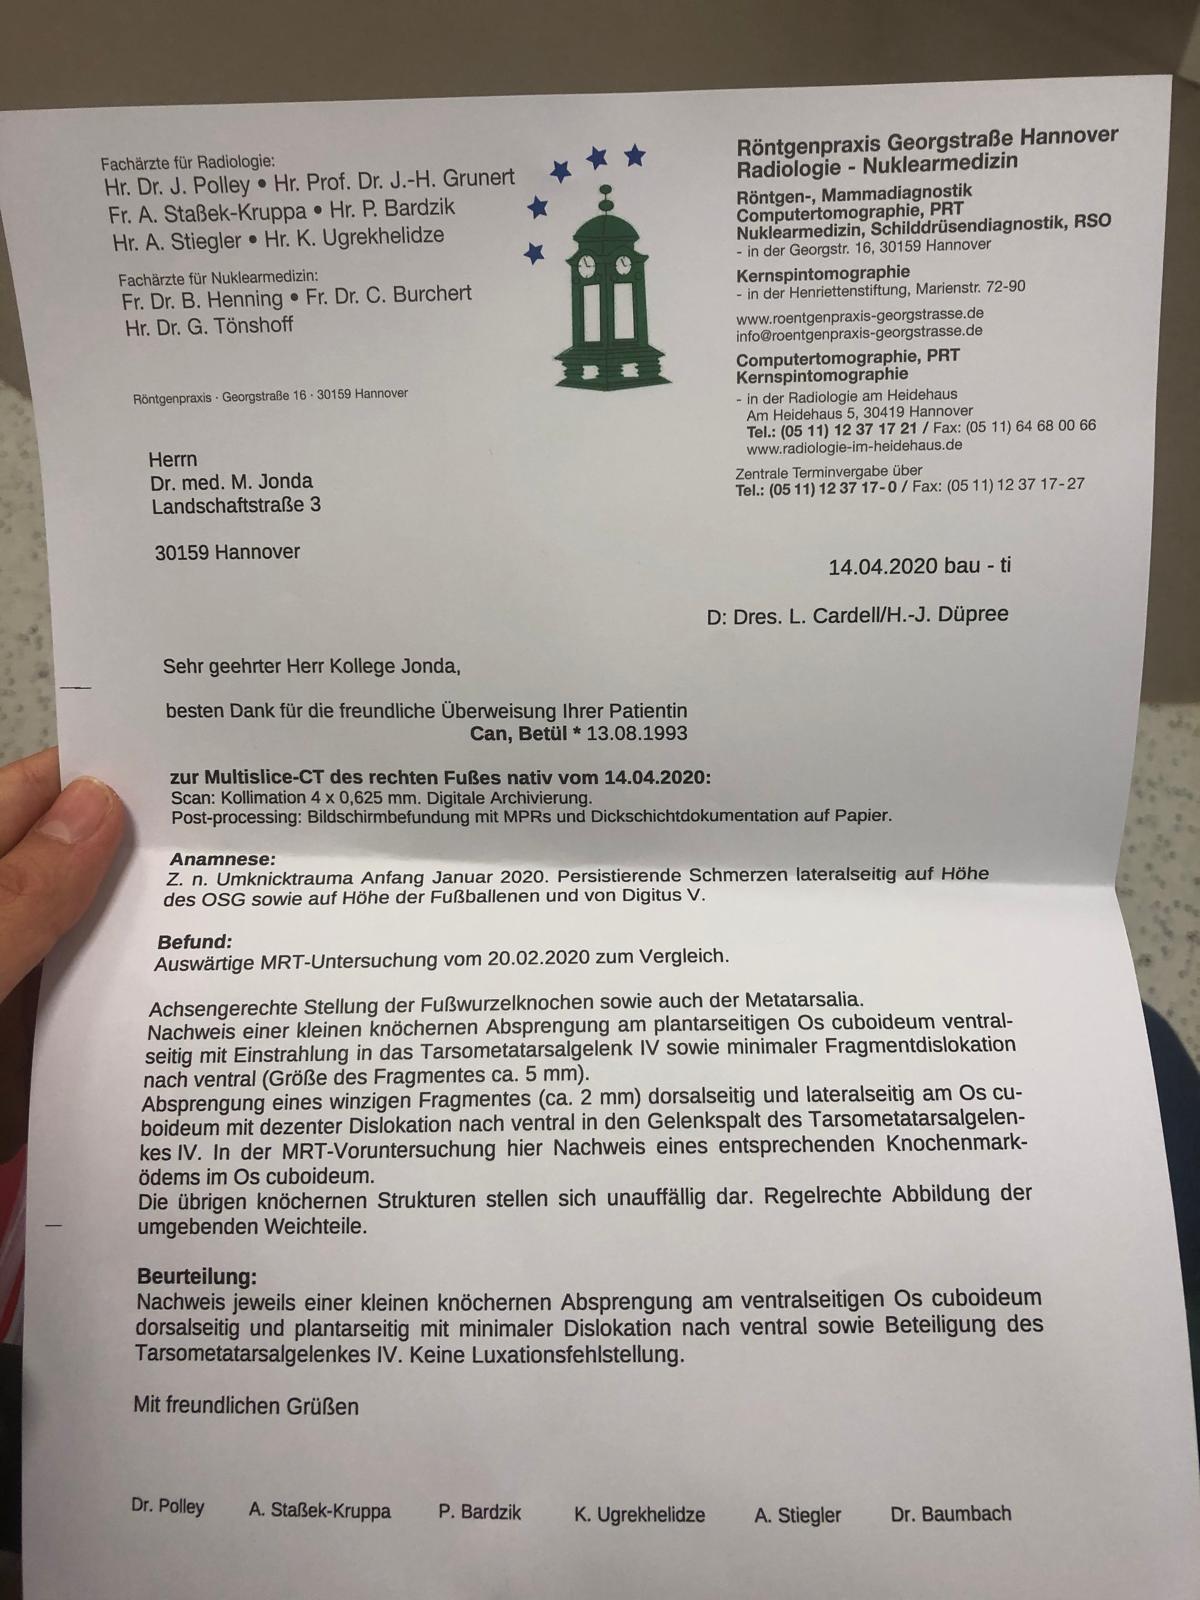 Fachärzte für Radiologie:
Hr. Dr. J. Polley • Hr. Prof. Dr. J.-H. Grunert
Fr. A. Staßek-Kruppa • Hr. P. Bardzik
Hr. A. Stiegler • Hr. K. Ugrekhelidze
Fachärzte für Nuklearmedizin:
Fr. Dr. B. Henning • Fr. Dr. C. Burchert
Hr. Dr. G. Tönshoff
Röntgenpraxis Georgstraße Hannover
Radiologie - Nuklearmedizin
Röntgen-, Mammadiagnostik
Computertomographie, PRT
Nuklearmedizin, Schilddrüsendiagnostik, RSO
- in der Georgstr. 16, 30159 Hannover
Kernspintomographie
- in der Henriettenstiftung, Marienstr. 72-90
www.roentgenpraxis-georgstrasse.de
info@roentgenpraxis-georgstrasse.de
Computertomographie, PRT
Kernspintomographie
- in der Radiologie am Heidehaus
Am Heidehaus 5, 30419 Hannover
Tel.: (05 11) 12 37 17 21 / Fax: (05 11) 64 68 00 66
www.radiologie-im-heidehaus.de
Zentrale Terminvergabe über
Tel.: (05 11) 12 37 17-0 / Fax: (05 11) 12 37 17-27
Röntgenpraxis · Georgstraße 16 · 30159 Hannover
Herrn
Dr. med. M. Jonda
Landschaftstraße 3
30159 Hannover
14.04.2020 bau - ti
D: Dres. L. Cardell/H.-J. Düpree
Sehr geehrter Herr Kollege Jonda,
besten Dank für die freundliche Überweisung Ihrer Patientin
Can, Betül * 13.08.1993
zur Multislice-CT des rechten Fußes nativ vom 14.04.2020:
Scan: Kollimation 4 x 0,625 mm. Digitale Archivierung.
Post-processing: Bildschirmbefundung mit MPRs und Dickschichtdokumentation auf Papier.
Anamnese:
Z. n. Umknicktrauma Anfang Januar 2020. Persistierende Schmerzen lateralseitig auf Höhe
des OSG sowie auf Höhe der Fußballenen und von Digitus V.
Befund:
Auswärtige MRT-Untersuchung vom 20.02.2020 zum Vergleich.
Achsengerechte Stellung der Fußwurzelknochen sowie auch der Metatarsalia.
Nachweis einer kleinen knöchernen Absprengung am plantarseitigen Os cuboideum ventral-
seitig mit Einstrahlung in das Tarsometatarsalgelenk IV sowie minimaler Fragmentdislokation
nach ventral (Größe des Fragmentes ca. 5 mm).
Absprengung eines winzigen Fragmentes (ca. 2 mm) dorsalseitig und lateralseitig am Os cu-
boideum mit dezenter Dislokation nach ventral in den Gelenkspalt des Tarsometatarsalgelen-
kes IV. In der MRT-Voruntersuchung hier Nachweis eines entsprechenden Knochenmark-
ödems im Os cuboideum.
Die übrigen knöchernen Strukturen stellen sich unauffällig dar. Regelrechte Abbildung der
umgebenden Weichteile.
Beurteilung:
Nachweis jeweils einer kleinen knöchernen Absprengung am ventralseitigen Os cuboideum
dorsalseitig und plantarseitig mit minimaler Dislokation nach ventral sowie Beteiligung des
Tarsometatarsalgelenkes IV. Keine Luxationsfehlstellung.
Mit freundlichen Grüßen
Dr. Polley A. Staßek-Kruppa P. Bardzik K. Ugrekhelidze A. Stiegler Dr. Baumbach